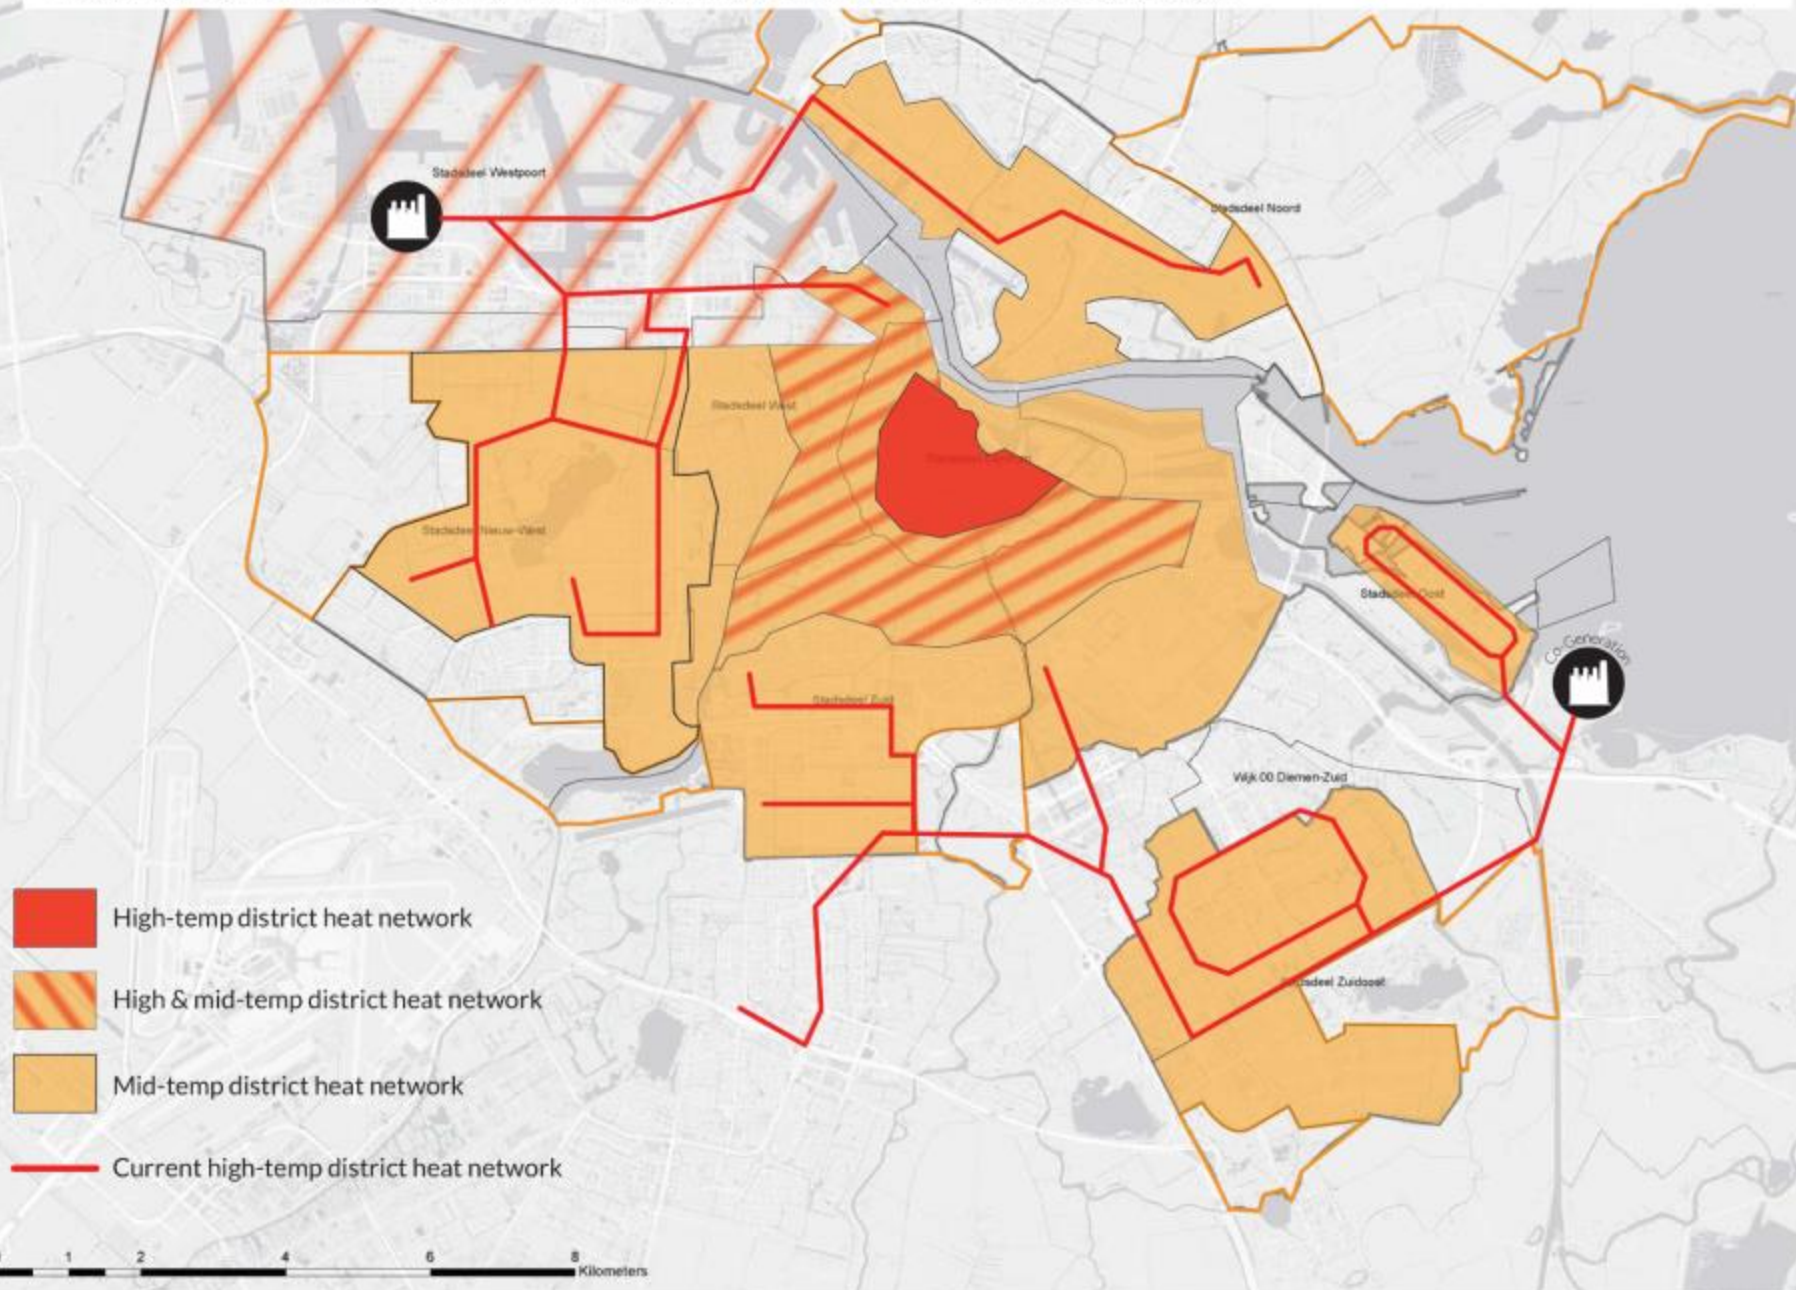 Stadsdeel Westpoort
Stadsdeel Noord
Stadsdeel West
Stadsdeel Nieuw-West
Stadsdeel Oost
Co-Generation
Stadsdeel Zuid
Wijk 00 Diemen-Zuid
Stadsdeel Zuidoost
High-temp district heat network
High & mid-temp district heat network
Mid-temp district heat network
Current high-temp district heat network
1 2 4 6 8
Kilometers